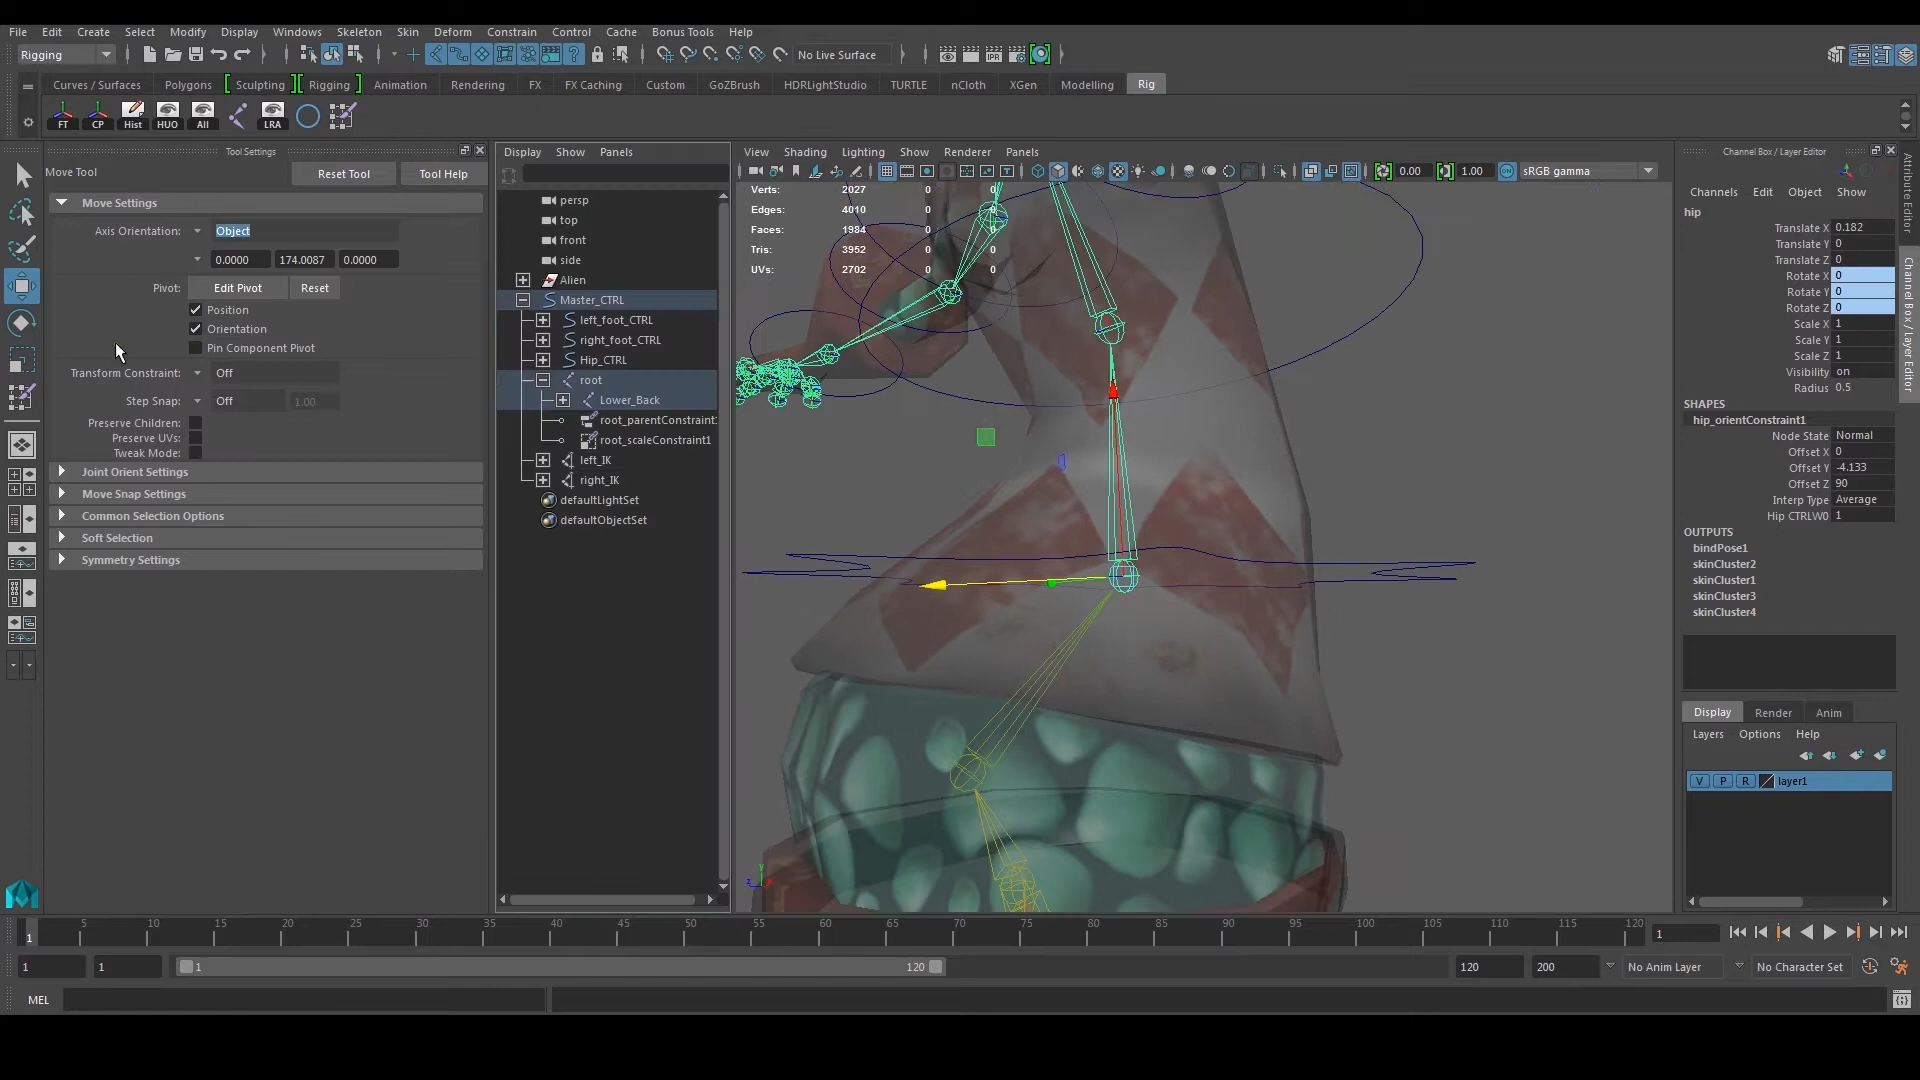 File Edit Create Select Modify Display Windows Skeleton Skin Deform Constrain Control Cache Bonus Tools Help
Rigging No Live Surface
Curves / Surfaces Polygons Sculpting Rigging Animation Rendering FX FX Caching Custom GoZBrush HDRLightStudio TURTLE nCloth XGen Modelling Rig
FT CP Hist HUO All LRA
Tool Settings
Move Tool Reset Tool Tool Help
Move Settings
Axis Orientation: Object
0.0000 174.0087 0.0000
Pivot: Edit Pivot Reset
Position
Orientation
Pin Component Pivot
Transform Constraint: Off
Step Snap: Off 1.00
Preserve Children:
Preserve UVs:
Tweak Mode:
Joint Orient Settings
Move Snap Settings
Common Selection Options
Soft Selection
Symmetry Settings
Display Show Panels
persp
top
front
side
Alien
Master_CTRL
left_foot_CTRL
right_foot_CTRL
Hip_CTRL
root
Lower_Back
root_parentConstraint
root_scaleConstraint1
left_IK
right_IK
defaultLightSet
defaultObjectSet
View Shading Lighting Show Renderer Panels
0.00 1.00 ON sRGB gamma
Verts: 2027 0 0
Edges: 4010 0 0
Faces: 1984 0 0
Tris: 3952 0 0
UVs: 2702 0 0
y
z x
Channel Box / Layer Editor
Channels Edit Object Show
hip
Translate X 0.182
Translate Y 0
Translate Z 0
Rotate X 0
Rotate Y 0
Rotate Z 0
Scale X 1
Scale Y 1
Scale Z 1
Visibility on
Radius 0.5
SHAPES
hip_orientConstraint1
Node State Normal
Offset X 0
Offset Y -4.133
Offset Z 90
Interp Type Average
Hip CTRLW0 1
OUTPUTS
bindPose1
skinCluster2
skinCluster1
skinCluster3
skinCluster4
Display Render Anim
Layers Options Help
V P R layer1
Attribute Editor
Channel Box / Layer Editor
1 5 10 15 20 25 30 35 40 45 50 55 60 65 70 75 80 85 90 95 100 105 110 115 120 1
1 1 1 120 120 200 No Anim Layer No Character Set
MEL